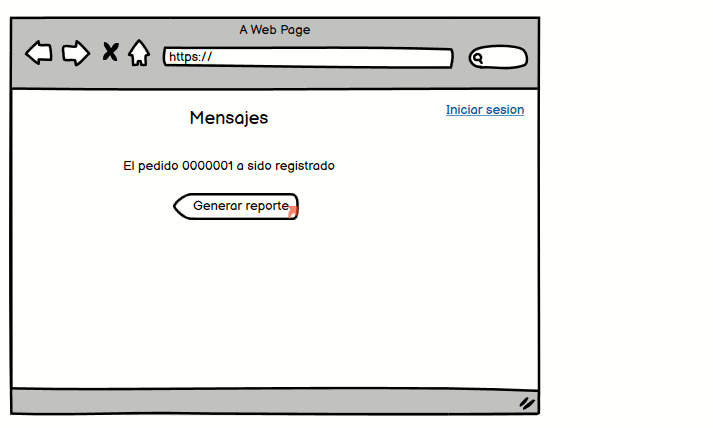 A Web Page
https://
Iniciar sesion
Mensajes
El pedido 0000001 a sido registrado
Generar reporte